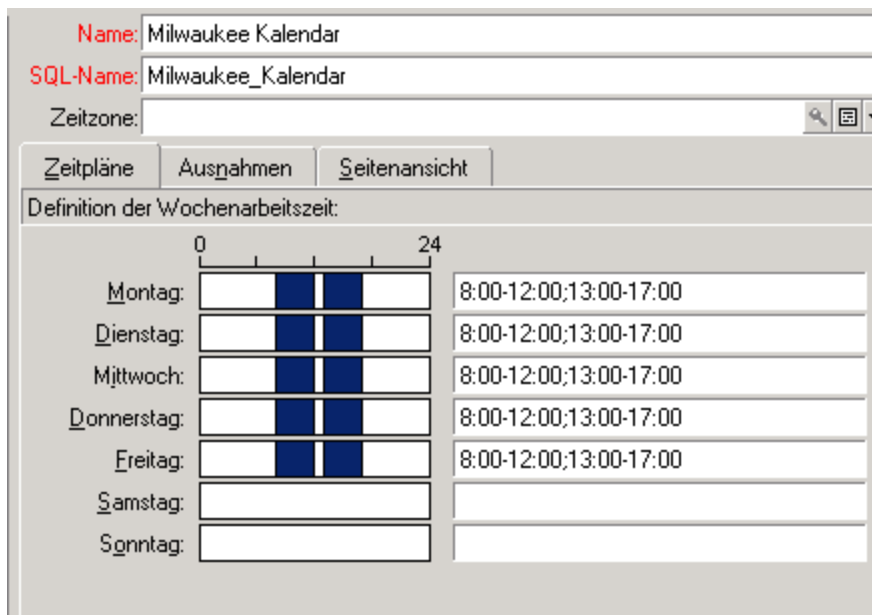 Name: Milwaukee Kalendar
SQL-Name: Milwaukee_Kalendar
Zeitzone:
Zeitpläne Ausnahmen Seitenansicht
Definition der Wochenarbeitszeit:
0 24
Montag: 8:00-12:00;13:00-17:00
Dienstag: 8:00-12:00;13:00-17:00
Mittwoch: 8:00-12:00;13:00-17:00
Donnerstag: 8:00-12:00;13:00-17:00
Freitag: 8:00-12:00;13:00-17:00
Samstag:
Sonntag: